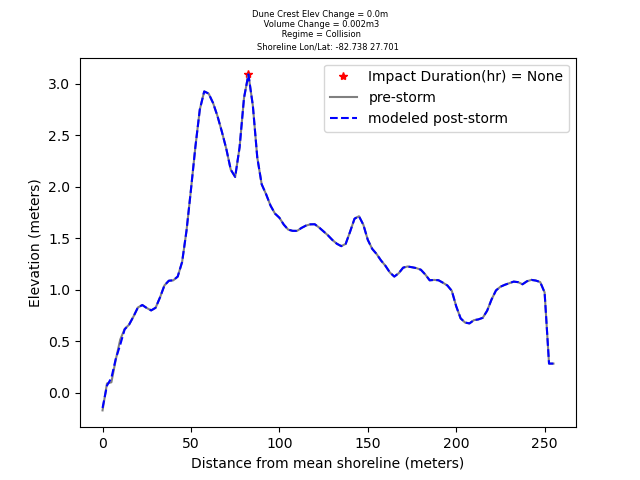 Dune Crest Elev Change = 0.0m
Volume Change = 0.002m3
Regime = Collision
Shoreline Lon/Lat: -82.738 27.701
Impact Duration(hr) = None
pre-storm
modeled post-storm
Elevation (meters)
3.0
2.5
2.0
1.5
1.0
0.5
0.0
0 50 100 150 200 250
Distance from mean shoreline (meters)